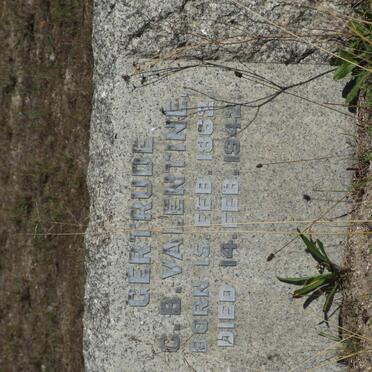 GERTRUDE
C. B. VALENTINE,
BORN 15. FEB.
DIED 14. FEB.